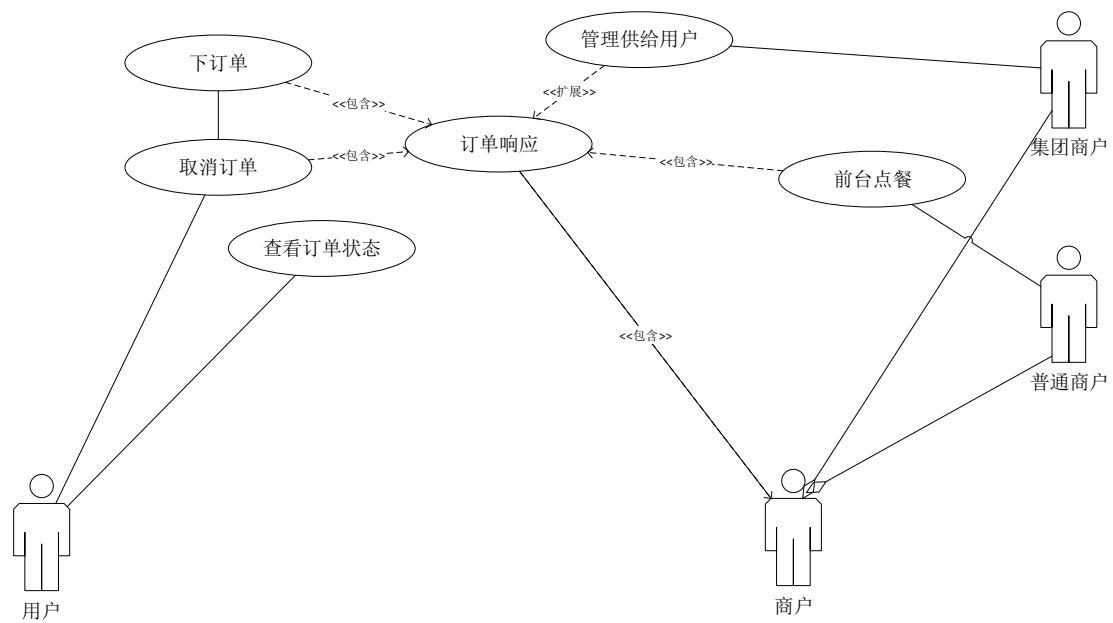 管理供给用户
下订单
<<扩展>>
<<包含>>
订单响应
集团商户
<<包含>>
<<包含>>
取消订单
前台点餐
查看订单状态
<<包含>>
普通商户
用户
商户